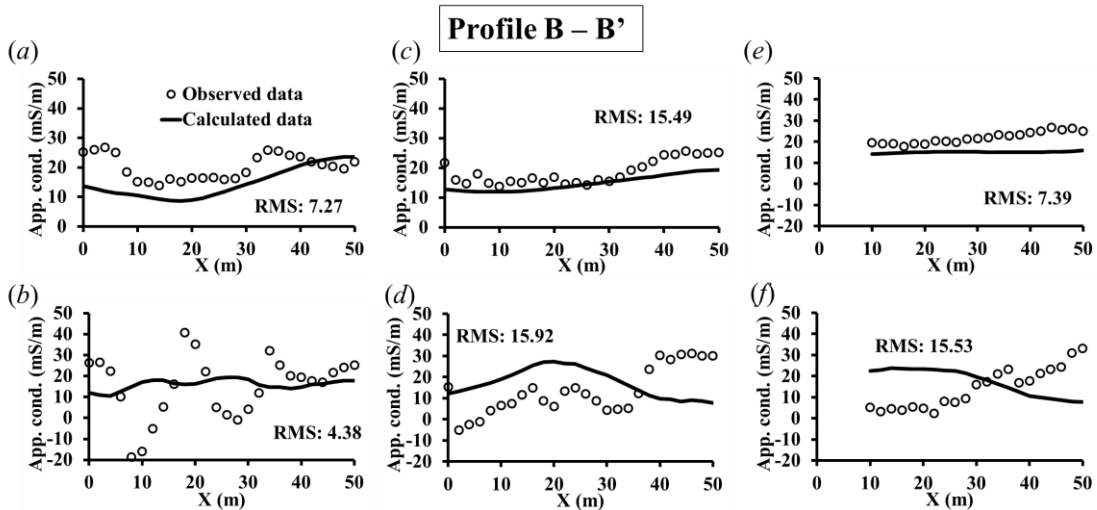 Profile B – B’
(a)
App. cond. (mS/m)
50
40
30
20
10
0
Observed data
Calculated data
RMS: 7.27
0 10 20 30 40 50
X (m)
(c)
App. cond. (mS/m)
50
40
30
20
10
0
RMS: 15.49
0 10 20 30 40 50
X (m)
(e)
App. cond. (mS/m)
50
40
30
20
10
0
-10
-20
RMS: 7.39
0 10 20 30 40 50
X (m)
(b)
App. cond. (mS/m)
50
40
30
20
10
0
-10
-20
RMS: 4.38
0 10 20 30 40 50
X (m)
(d)
App. cond. (mS/m)
50
40
30
20
10
0
-10
-20
RMS: 15.92
0 10 20 30 40 50
X (m)
(f)
App. cond. (mS/m)
50
40
30
20
10
0
-10
-20
RMS: 15.53
0 10 20 30 40 50
X (m)